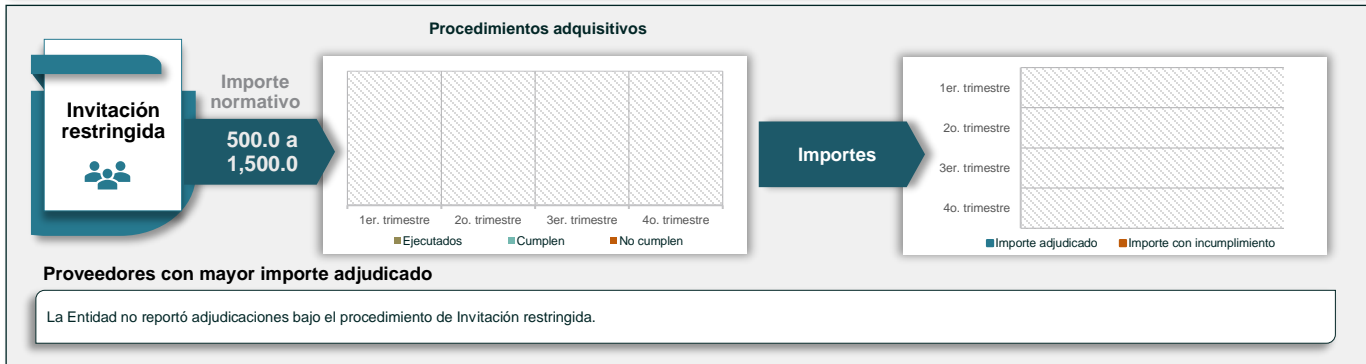 Procedimientos adquisitivos
Invitación
restringida
Importe
normativo
500.0 a
1,500.0
1er. trimestre 2o. trimestre 3er. trimestre 4o. trimestre
Ejecutados Cumplen No cumplen
Importes
1er. trimestre
2o. trimestre
3er. trimestre
4o. trimestre
Importe adjudicado Importe con incumplimiento
Proveedores con mayor importe adjudicado
La Entidad no reportó adjudicaciones bajo el procedimiento de Invitación restringida.